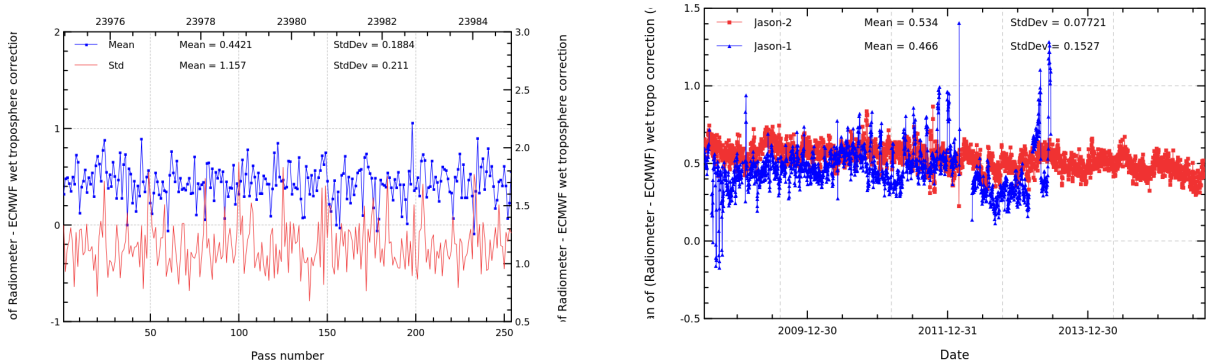 23976 23978 23980 23982 23984
of Radiometer - ECMWF wet troposphere correction
2
1
0
-1
Mean Mean = 0.4421 StdDev = 0.1884
Std Mean = 1.157 StdDev = 0.211
3.0
2.5
2.0
1.5
1.0
0.5
of Radiometer - ECMWF wet troposphere correction
50 100 150 200 250
Pass number
of (Radiometer - ECMWF) wet tropo correction (
1.5
1.0
0.5
0.0
-0.5
Jason-2 Mean = 0.534 StdDev = 0.07721
Jason-1 Mean = 0.466 StdDev = 0.1527
2009-12-30 2011-12-31 2013-12-30
Date